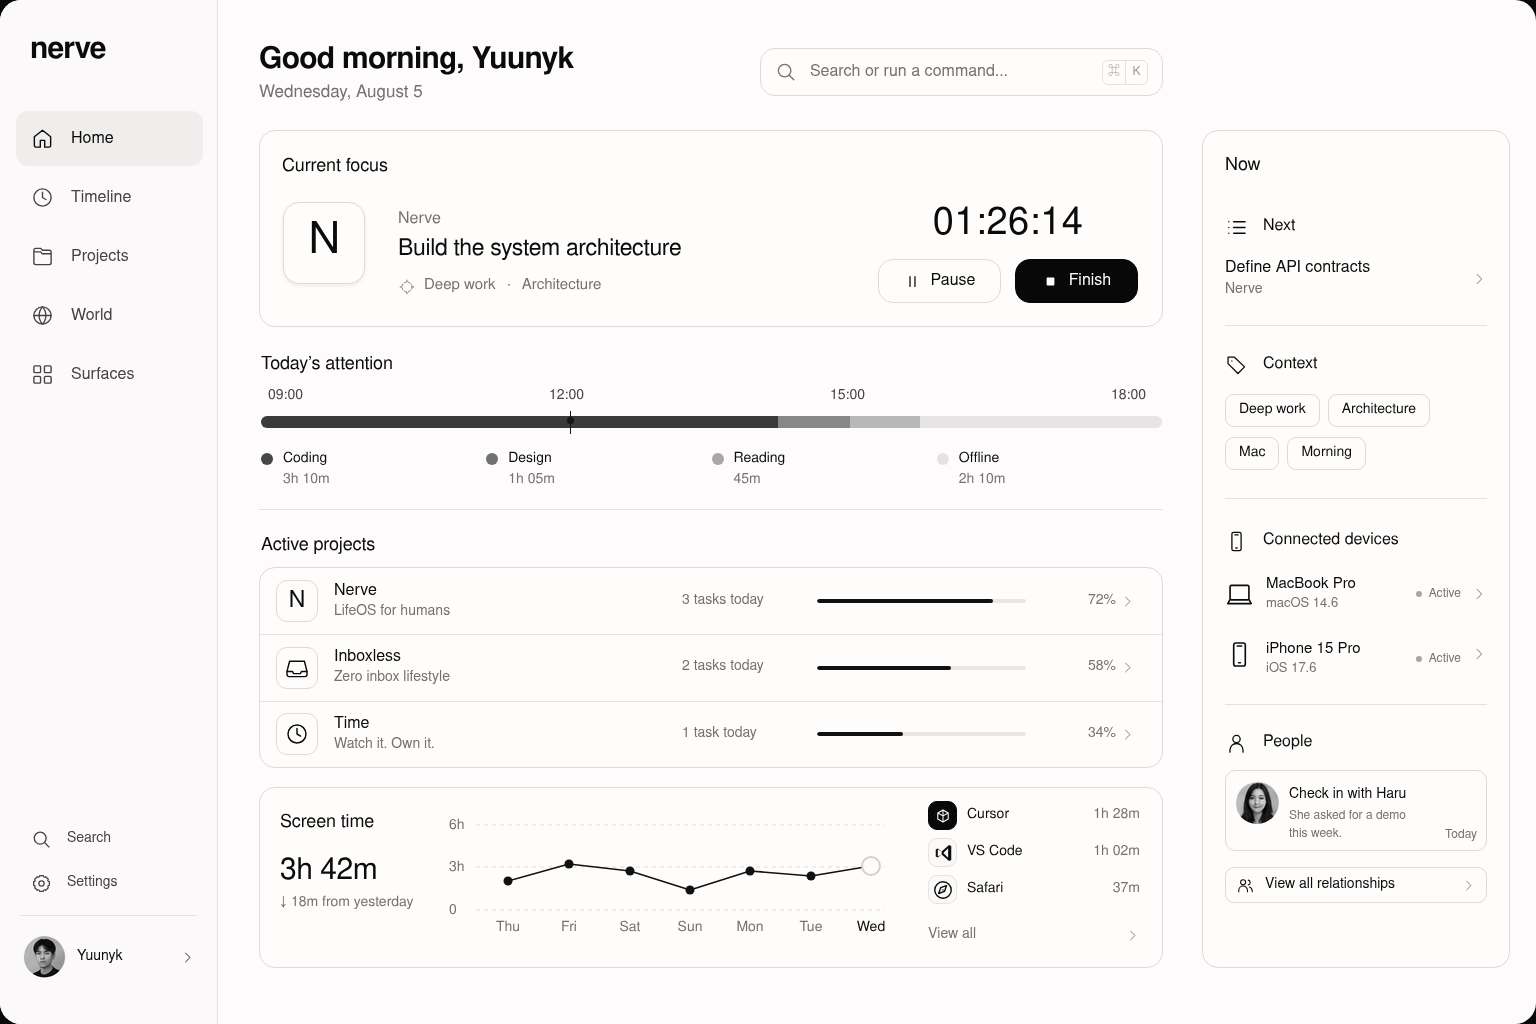 nerve
Home
Timeline
Projects
World
Surfaces
Search
Settings
Yuunyk
Good morning, Yuunyk
Wednesday, August 5
Search or run a command...
⌘ K
Current focus
N
Nerve
Build the system architecture
Deep work · Architecture
01:26:14
Pause
Finish
Today's attention
09:00 12:00 15:00 18:00
Coding
3h 10m
Design
1h 05m
Reading
45m
Offline
2h 10m
Active projects
N
Nerve
LifeOS for humans
3 tasks today
72%
Inboxless
Zero inbox lifestyle
2 tasks today
58%
Time
Watch it. Own it.
1 task today
34%
Screen time
3h 42m
↓ 18m from yesterday
6h
3h
0
Thu Fri Sat Sun Mon Tue Wed
Cursor 1h 28m
VS Code 1h 02m
Safari 37m
View all
Now
Next
Define API contracts
Nerve
Context
Deep work
Architecture
Mac
Morning
Connected devices
MacBook Pro
macOS 14.6
Active
iPhone 15 Pro
iOS 17.6
Active
People
Check in with Haru
She asked for a demo
this week.
Today
View all relationships